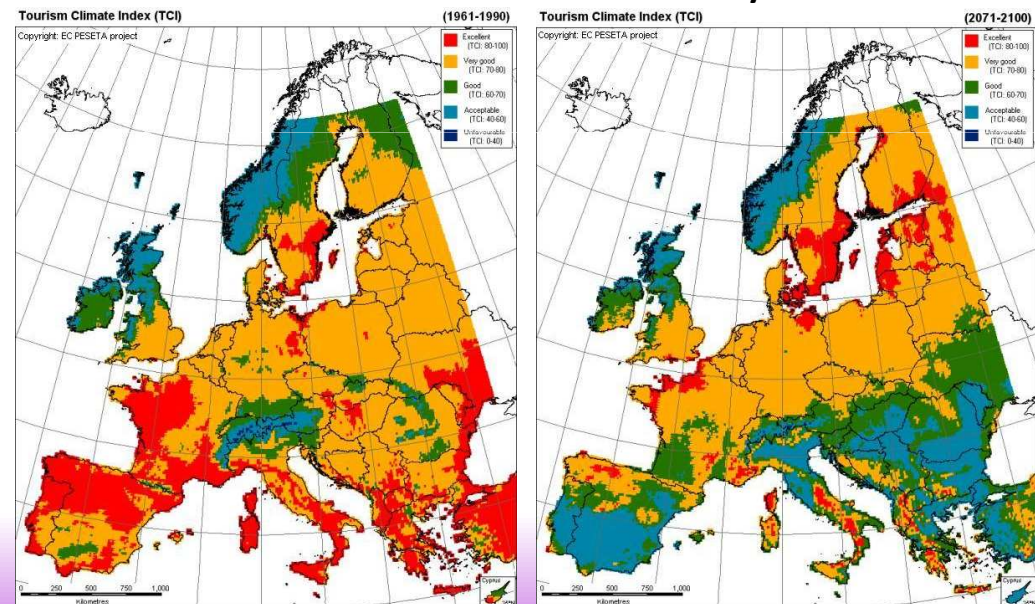 Tourism Climate Index (TCI) (1961-1990)
Copyright: EC PESETA project
Excellent
(TCI: 80-100)
Very good
(TCI: 70-80)
Good
(TCI: 60-70)
Acceptable
(TCI: 40-60)
Unfavourable
(TCI: 0-40)
Cyprus
0 250 500 1,000
Kilometres
Tourism Climate Index (TCI) (2071-2100)
Copyright: EC PESETA project
Excellent
(TCI: 80-100)
Very good
(TCI: 70-80)
Good
(TCI: 60-70)
Acceptable
(TCI: 40-60)
Unfavourable
(TCI: 0-40)
Cyprus
0 250 500 1,000
Kilometres